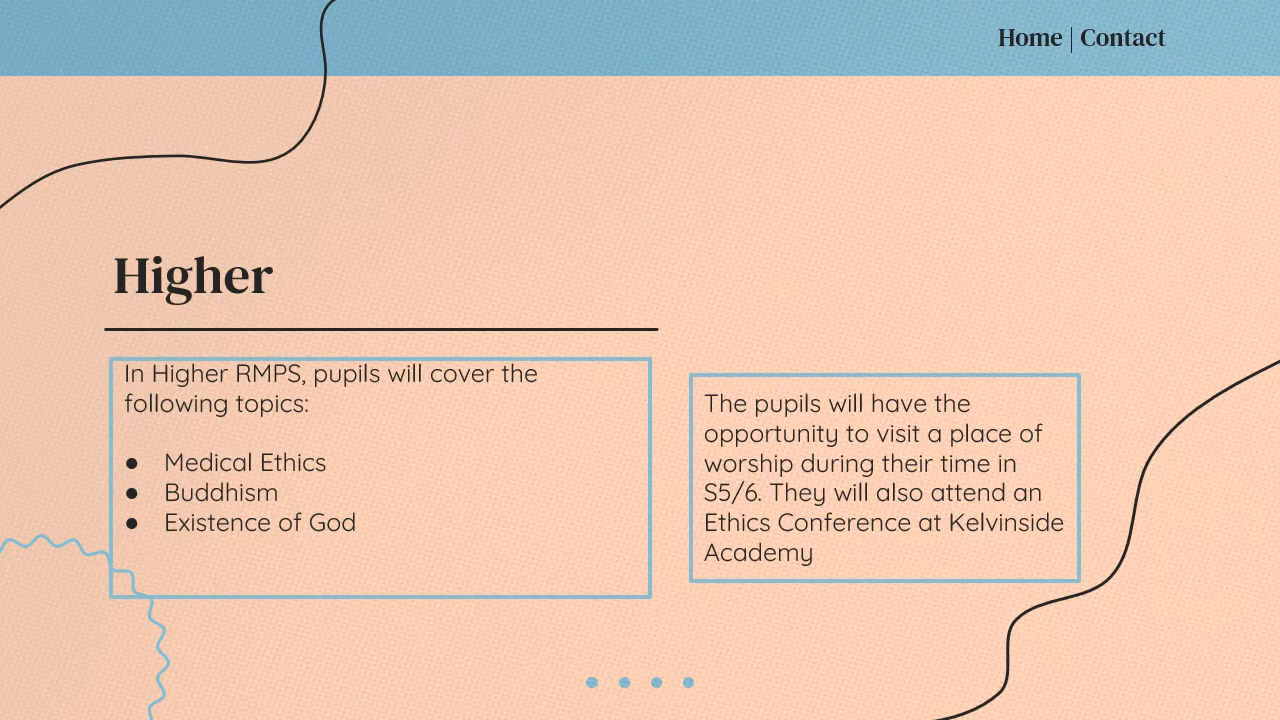 Home | Contact
Higher
In Higher RMPS, pupils will cover the
following topics:
● Medical Ethics
● Buddhism
● Existence of God
The pupils will have the
opportunity to visit a place of
worship during their time in
S5/6. They will also attend an
Ethics Conference at Kelvinside
Academy